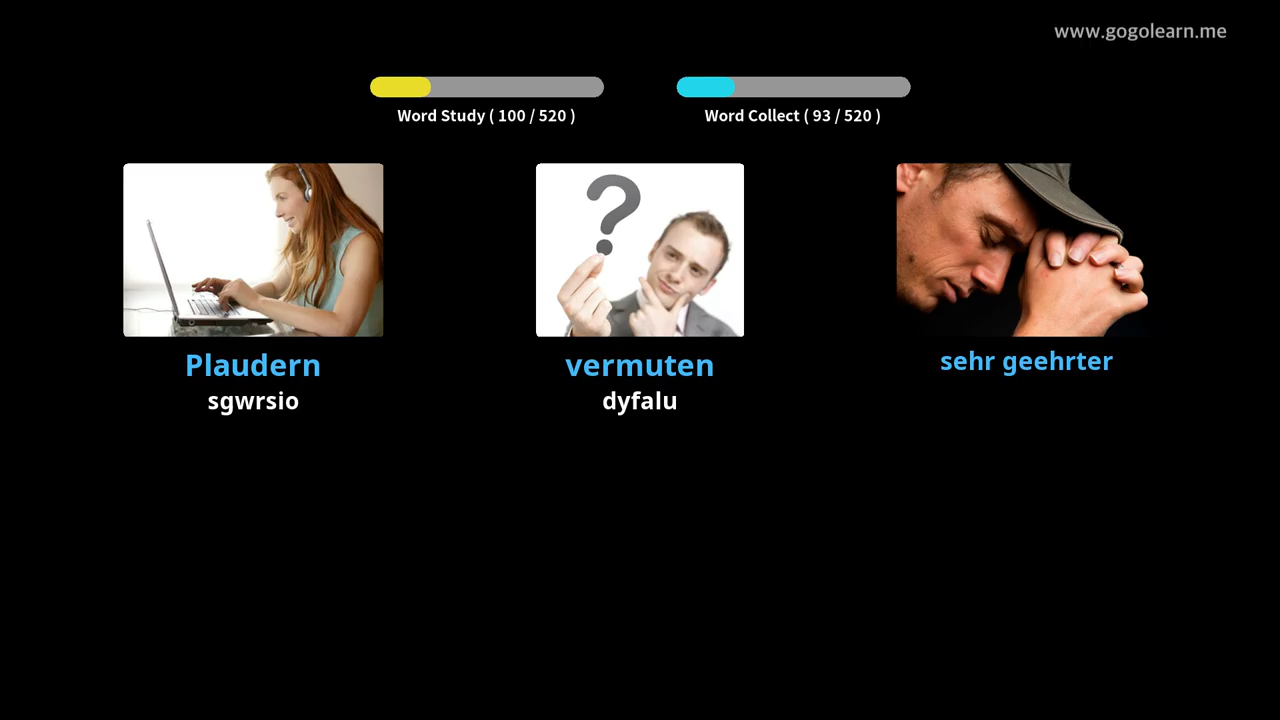 www.gogolearn.me
Word Study ( 100 / 520 )
Word Collect ( 93 / 520 )
Plaudern
vermuten
sehr geehrter
sgwrsio
dyfalu